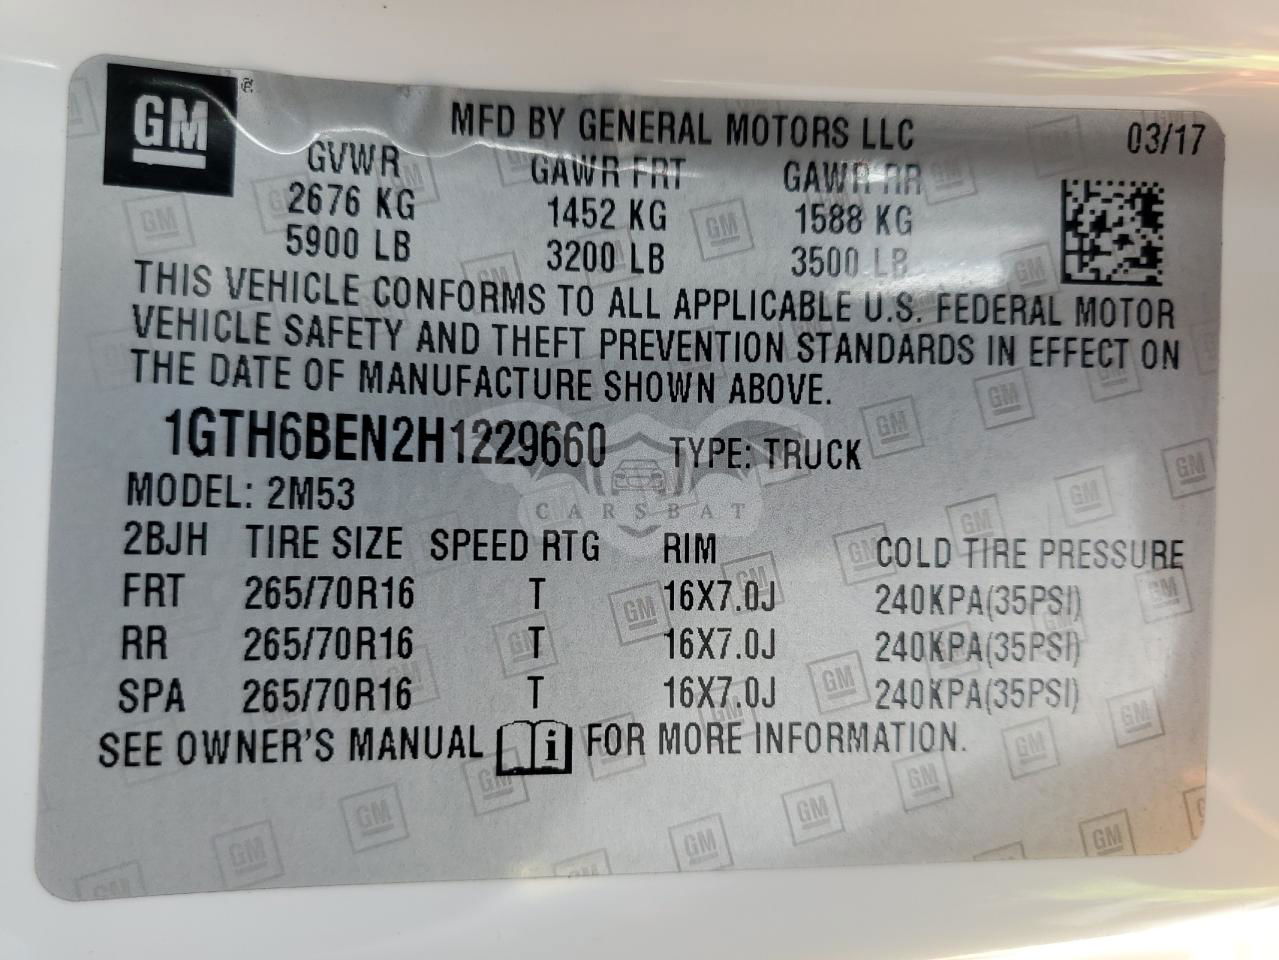 GM
MFD BY GENERAL MOTORS LLC 03/17
GVWR GAWR FRT GAWR RR
2676 KG 1452 KG 1588 KG
5900 LB 3200 LB 3500 LB
THIS VEHICLE CONFORMS TO ALL APPLICABLE U.S. FEDERAL MOTOR
VEHICLE SAFETY AND THEFT PREVENTION STANDARDS IN EFFECT ON
THE DATE OF MANUFACTURE SHOWN ABOVE.
1GTH6BEN2H1229660 TYPE: TRUCK
MODEL: 2M53
CARSBAT
2BJH TIRE SIZE SPEED RTG RIM COLD TIRE PRESSURE
FRT 265/70R16 T 16X7.0J 240KPA(35PSI)
RR 265/70R16 T 16X7.0J 240KPA(35PSI)
SPA 265/70R16 T 16X7.0J 240KPA(35PSI)
SEE OWNER'S MANUAL i FOR MORE INFORMATION.